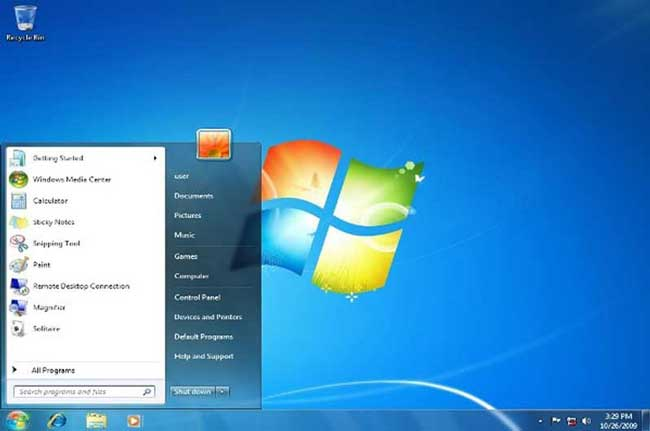 Recycle Bin
Getting Started
Windows Media Center
Calculator
Sticky Notes
Snipping Tool
Paint
Remote Desktop Connection
Magnifier
Solitaire
All Programs
Search programs and files
user
Documents
Pictures
Music
Games
Computer
Control Panel
Devices and Printers
Default Programs
Help and Support
Shut down
3:29 PM
10/26/2009